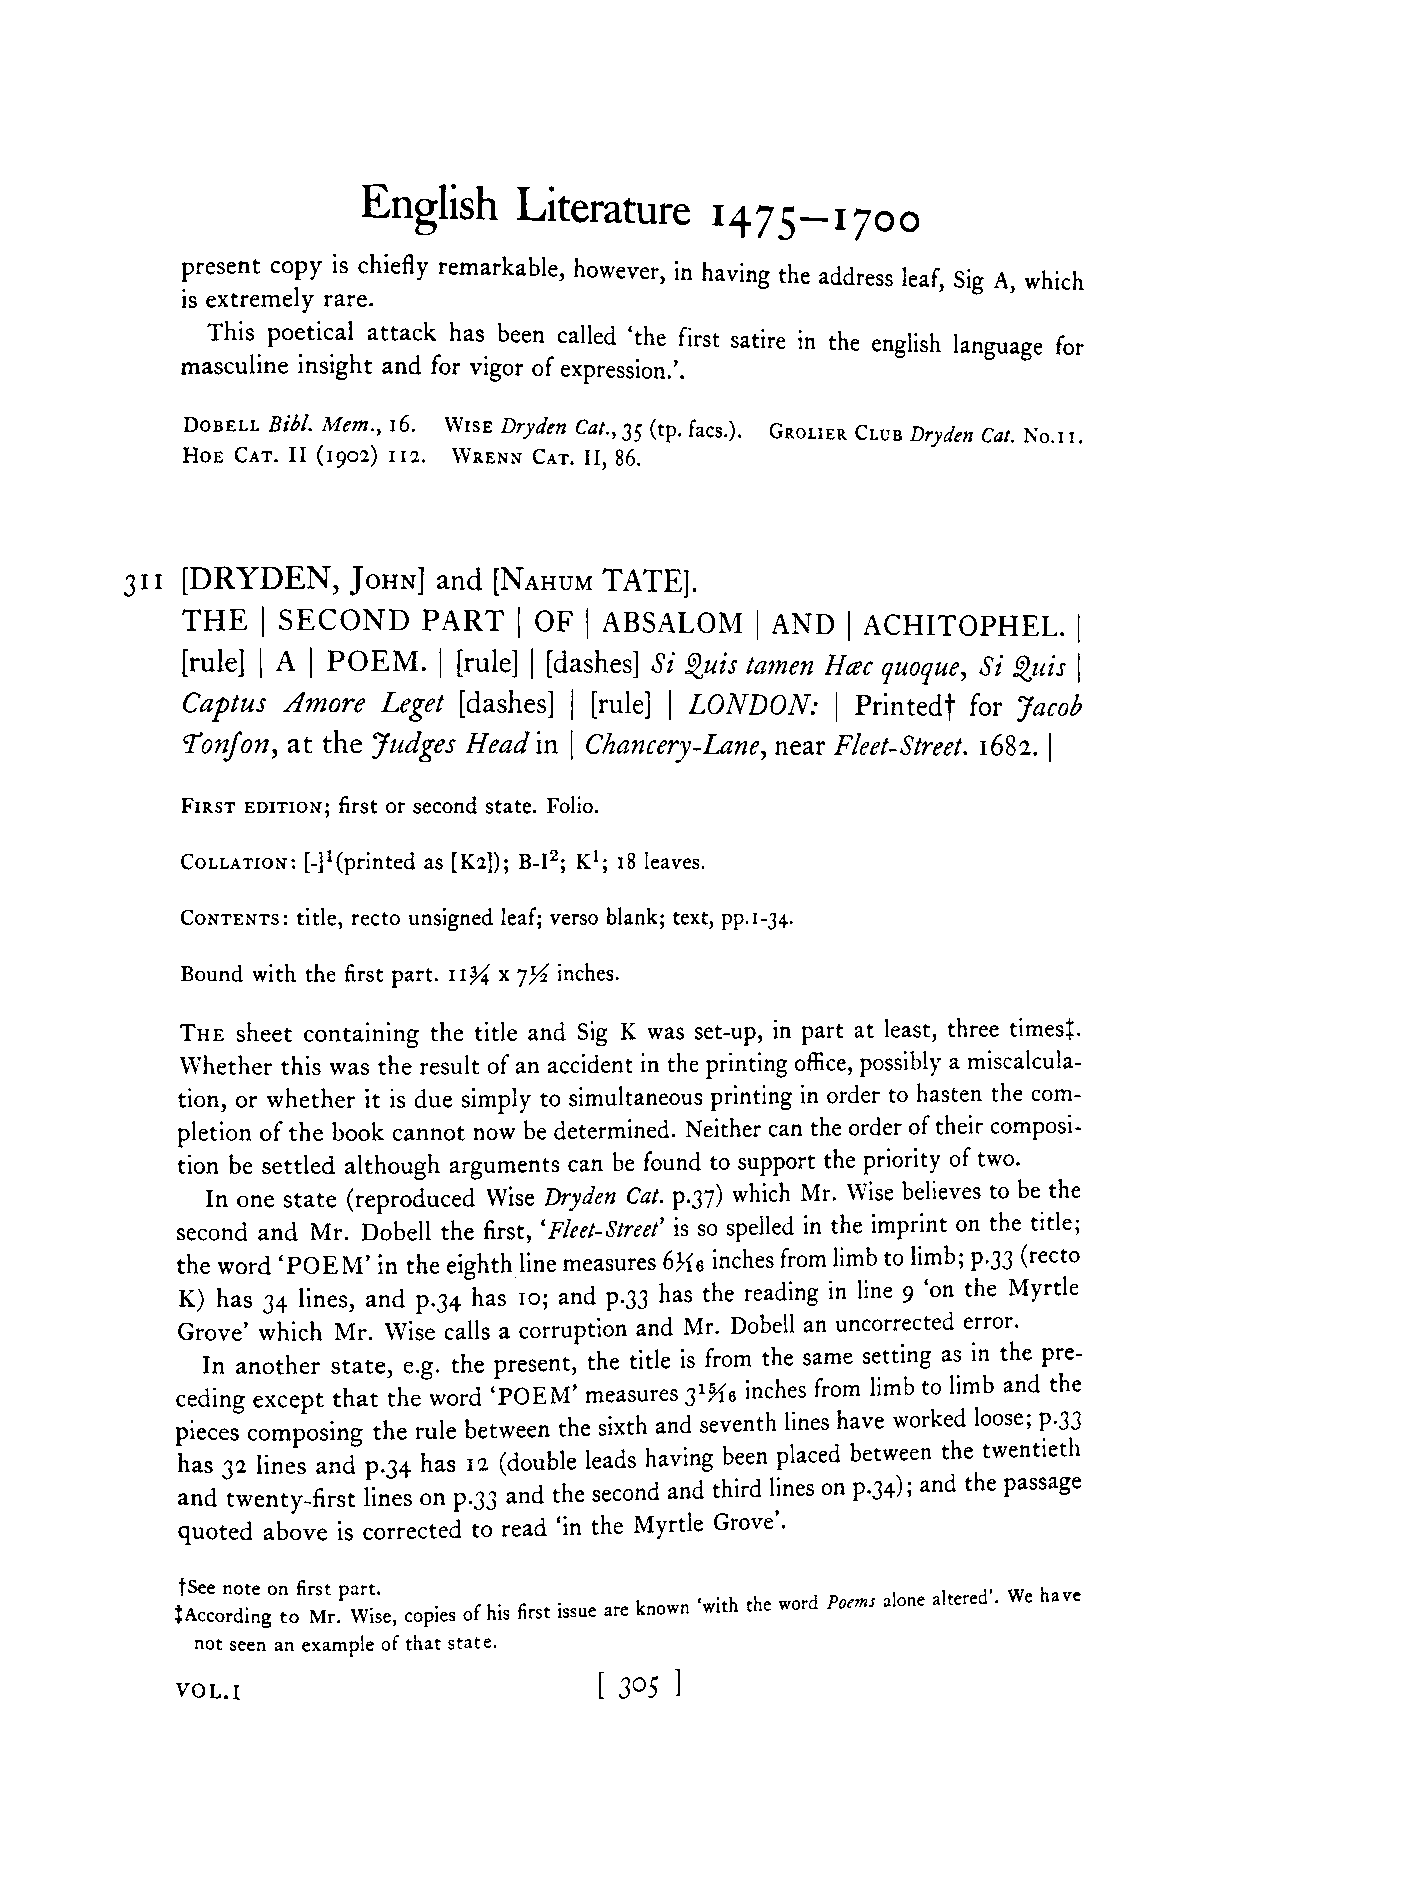 English Literature 1475–1700
present copy is chiefly remarkable, however, in having the address leaf, Sig A, which
is extremely rare.
This poetical attack has been called ‘the first satire in the english language for
masculine insight and for vigor of expression.’.
DOBELL Bibl. Mem., 16. WISE Dryden Cat., 35 (tp. facs.). GROLIER CLUB Dryden Cat. No.11.
HOE CAT. II (1902) 112. WRENN CAT. II, 86.
311 [DRYDEN, JOHN] and [NAHUM TATE].
THE | SECOND PART | OF | ABSALOM | AND | ACHITOPHEL. |
[rule] | A | POEM. | [rule] | [dashes] Si Quis tamen Hæc quoque, Si Quis |
Captus Amore Leget [dashes] | [rule] | LONDON: | Printed† for Jacob
Tonſon, at the Judges Head in | Chancery-Lane, near Fleet-Street. 1682. |
FIRST EDITION; first or second state. Folio.
COLLATION: [-]¹(printed as [K2]); B-I²; K¹; 18 leaves.
CONTENTS: title, recto unsigned leaf; verso blank; text, pp.1-34.
Bound with the first part. 11¾ x 7½ inches.
THE sheet containing the title and Sig K was set-up, in part at least, three times‡.
Whether this was the result of an accident in the printing office, possibly a miscalcula-
tion, or whether it is due simply to simultaneous printing in order to hasten the com-
pletion of the book cannot now be determined. Neither can the order of their composi-
tion be settled although arguments can be found to support the priority of two.
In one state (reproduced Wise Dryden Cat. p.37) which Mr. Wise believes to be the
second and Mr. Dobell the first, ‘Fleet-Street’ is so spelled in the imprint on the title;
the word ‘POEM’ in the eighth line measures 6 1/16 inches from limb to limb; p.33 (recto
K) has 34 lines, and p.34 has 10; and p.33 has the reading in line 9 ‘on the Myrtle
Grove’ which Mr. Wise calls a corruption and Mr. Dobell an uncorrected error.
In another state, e.g. the present, the title is from the same setting as in the pre-
ceding except that the word ‘POEM’ measures 3 15/16 inches from limb to limb and the
pieces composing the rule between the sixth and seventh lines have worked loose; p.33
has 32 lines and p.34 has 12 (double leads having been placed between the twentieth
and twenty-first lines on p.33 and the second and third lines on p.34); and the passage
quoted above is corrected to read ‘in the Myrtle Grove’.
†See note on first part.
‡According to Mr. Wise, copies of his first issue are known ‘with the word Poems alone altered’. We have
not seen an example of that state.
VOL.I [ 305 ]